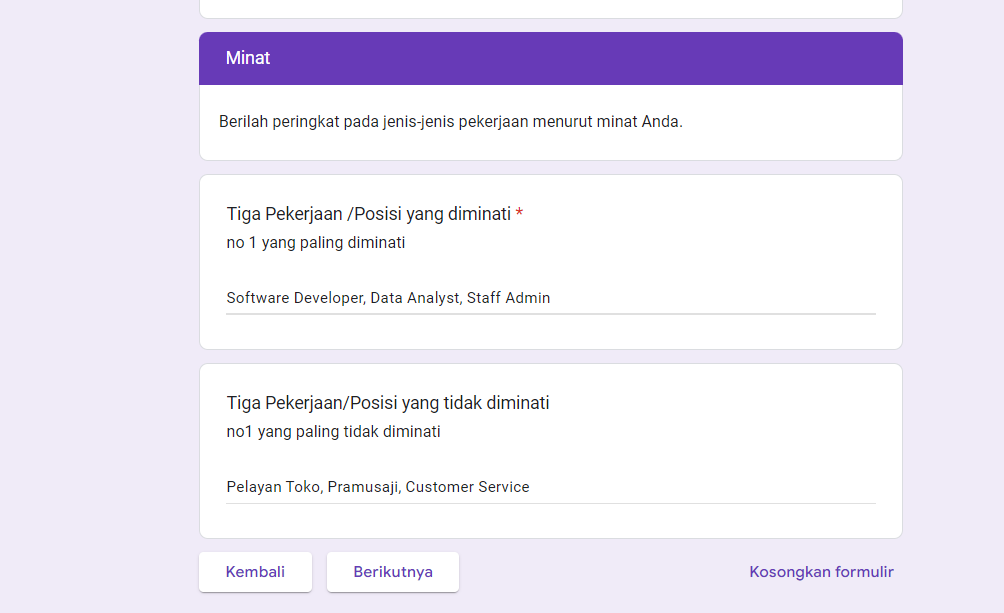 Minat
Berilah peringkat pada jenis-jenis pekerjaan menurut minat Anda.
Tiga Pekerjaan /Posisi yang diminati *
no 1 yang paling diminati
Software Developer, Data Analyst, Staff Admin
Tiga Pekerjaan/Posisi yang tidak diminati
no1 yang paling tidak diminati
Pelayan Toko, Pramusaji, Customer Service
Kembali
Berikutnya
Kosongkan formulir